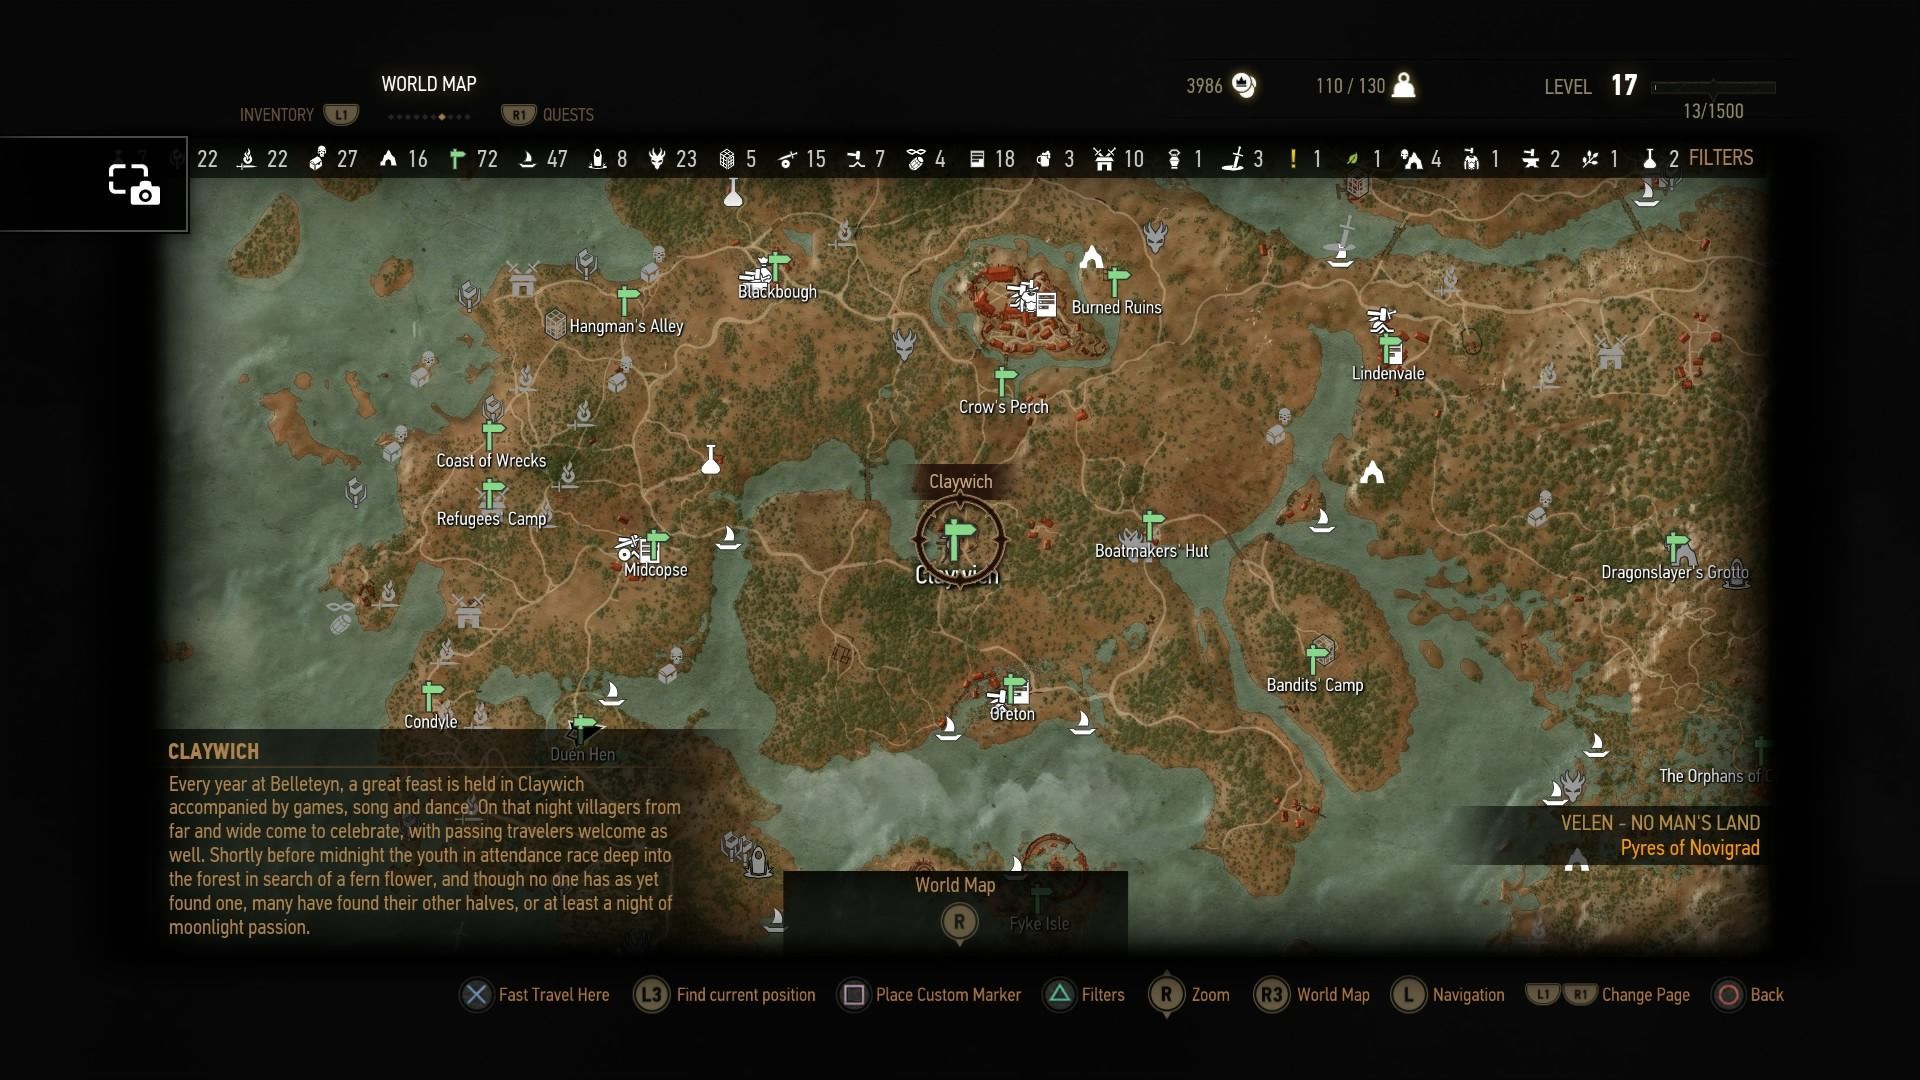 WORLD MAP
3986
110 / 130
LEVEL 17
INVENTORY L1
R1 QUESTS
13/1500
22 22 27 16 72 47 8 23 5 15 7 4 18 3 10 1 3 1 1 4 1 2 1 2 FILTERS
Blackbough
Burned Ruins
Hangman's Alley
Lindenvale
Crow's Perch
Coast of Wrecks
Claywich
Refugees' Camp
Boatmakers' Hut
Midcopse
Claywich
Dragonslayer's Grotto
Bandits' Camp
Oreton
Condyle
Duén Hen
The Orphans of
CLAYWICH
Every year at Belleteyn, a great feast is held in Claywich
accompanied by games, song and dance. On that night villagers from
far and wide come to celebrate, with passing travelers welcome as
well. Shortly before midnight the youth in attendance race deep into
the forest in search of a fern flower, and though no one has as yet
found one, many have found their other halves, or at least a night of
moonlight passion.
VELEN - NO MAN'S LAND
Pyres of Novigrad
World Map
R
Fyke Isle
Fast Travel Here
L3 Find current position
Place Custom Marker
Filters
R Zoom
R3 World Map
L Navigation
L1 R1 Change Page
Back